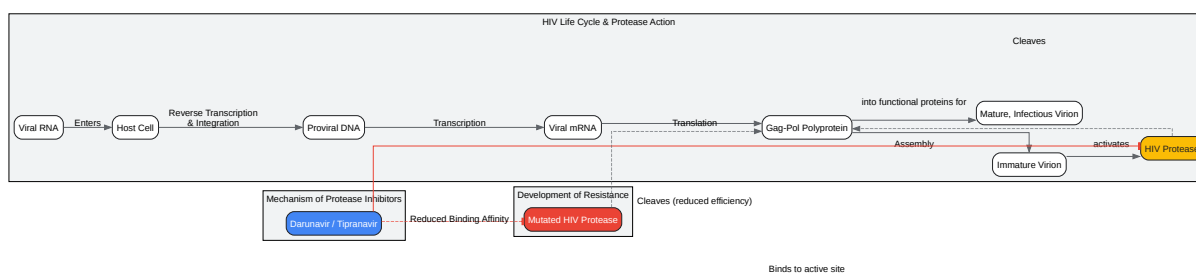 HIV Life Cycle & Protease Action
Cleaves
into functional proteins for
Mature, Infectious Virion
Viral RNA
Enters
Host Cell
Reverse Transcription
& Integration
Proviral DNA
Transcription
Viral mRNA
Translation
Gag-Pol Polyprotein
Assembly
Immature Virion
activates
HIV Protease
Mechanism of Protease Inhibitors
Darunavir / Tipranavir
Reduced Binding Affinity
Development of Resistance
Mutated HIV Protease
Cleaves (reduced efficiency)
Binds to active site